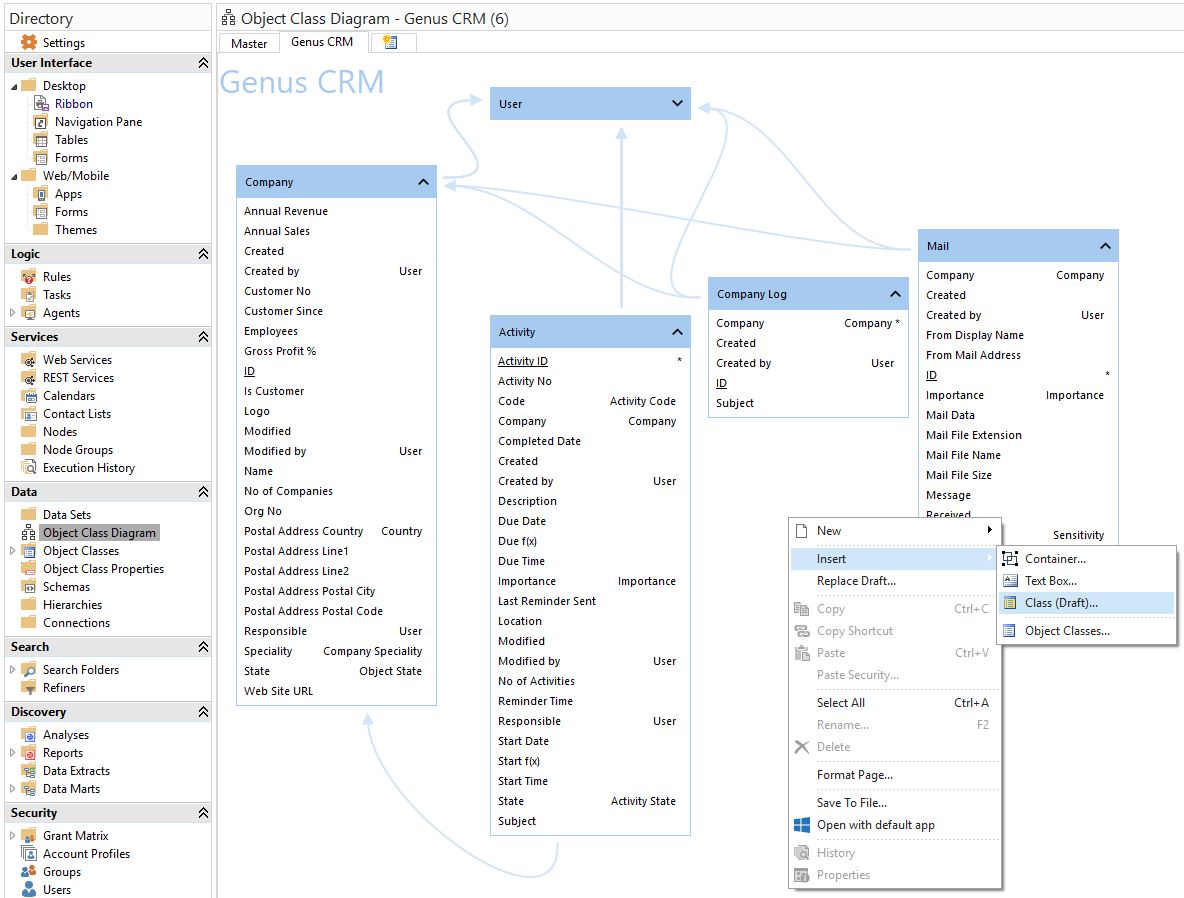 Directory
Settings
User Interface
Desktop
Ribbon
Navigation Pane
Tables
Forms
Web/Mobile
Apps
Forms
Themes
Logic
Rules
Tasks
Agents
Services
Web Services
REST Services
Calendars
Contact Lists
Nodes
Node Groups
Execution History
Data
Data Sets
Object Class Diagram
Object Classes
Object Class Properties
Schemas
Hierarchies
Connections
Search
Search Folders
Refiners
Discovery
Analyses
Reports
Data Extracts
Data Marts
Security
Grant Matrix
Account Profiles
Groups
Users
Object Class Diagram - Genus CRM (6)
Master Genus CRM
Genus CRM
User
Company
Annual Revenue
Annual Sales
Created
Created by User
Customer No
Customer Since
Employees
Gross Profit %
ID
Is Customer
Logo
Modified
Modified by User
Name
No of Companies
Org No
Postal Address Country Country
Postal Address Line1
Postal Address Line2
Postal Address Postal City
Postal Address Postal Code
Responsible User
Speciality Company Speciality
State Object State
Web Site URL
Activity
Activity ID *
Activity No
Code Activity Code
Company Company
Completed Date
Created
Created by User
Description
Due Date
Due f(x)
Due Time
Importance Importance
Last Reminder Sent
Location
Modified
Modified by User
No of Activities
Reminder Time
Responsible User
Start Date
Start f(x)
Start Time
State Activity State
Subject
Company Log
Company Company *
Created
Created by User
ID
Subject
Mail
Company Company
Created
Created by User
From Display Name
From Mail Address
ID *
Importance Importance
Mail Data
Mail File Extension
Mail File Name
Mail File Size
Message
Received
Sensitivity
New
Insert
Replace Draft...
Copy Ctrl+C
Copy Shortcut
Paste Ctrl+V
Paste Security...
Select All Ctrl+A
Rename... F2
Delete
Format Page...
Save To File...
Open with default app
History
Properties
Container...
Text Box...
Class (Draft)...
Object Classes...